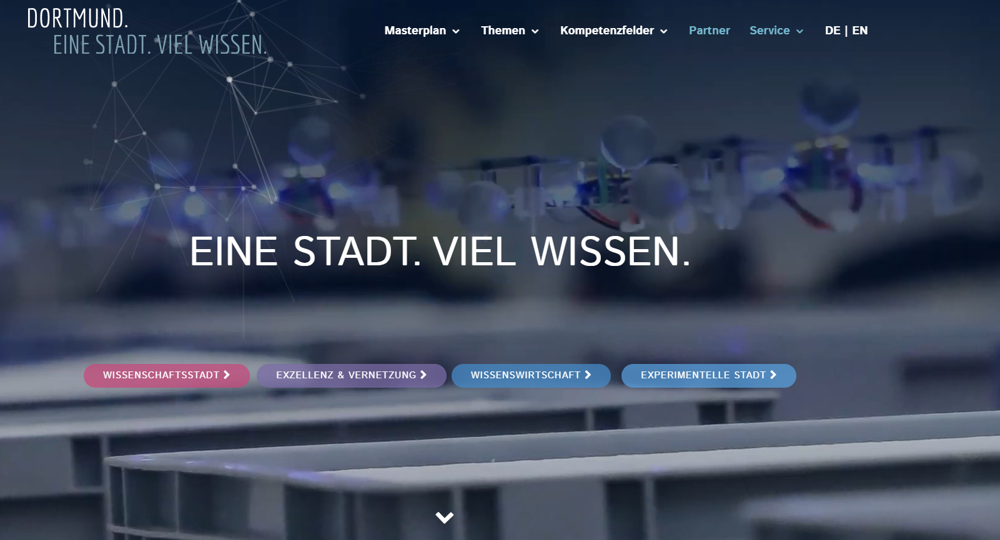 DORTMUND.
EINE STADT. VIEL WISSEN.
Masterplan Themen Kompetenzfelder Partner Service DE | EN
EINE STADT. VIEL WISSEN.
WISSENSCHAFTSSTADT EXZELLENZ & VERNETZUNG WISSENSWIRTSCHAFT EXPERIMENTELLE STADT